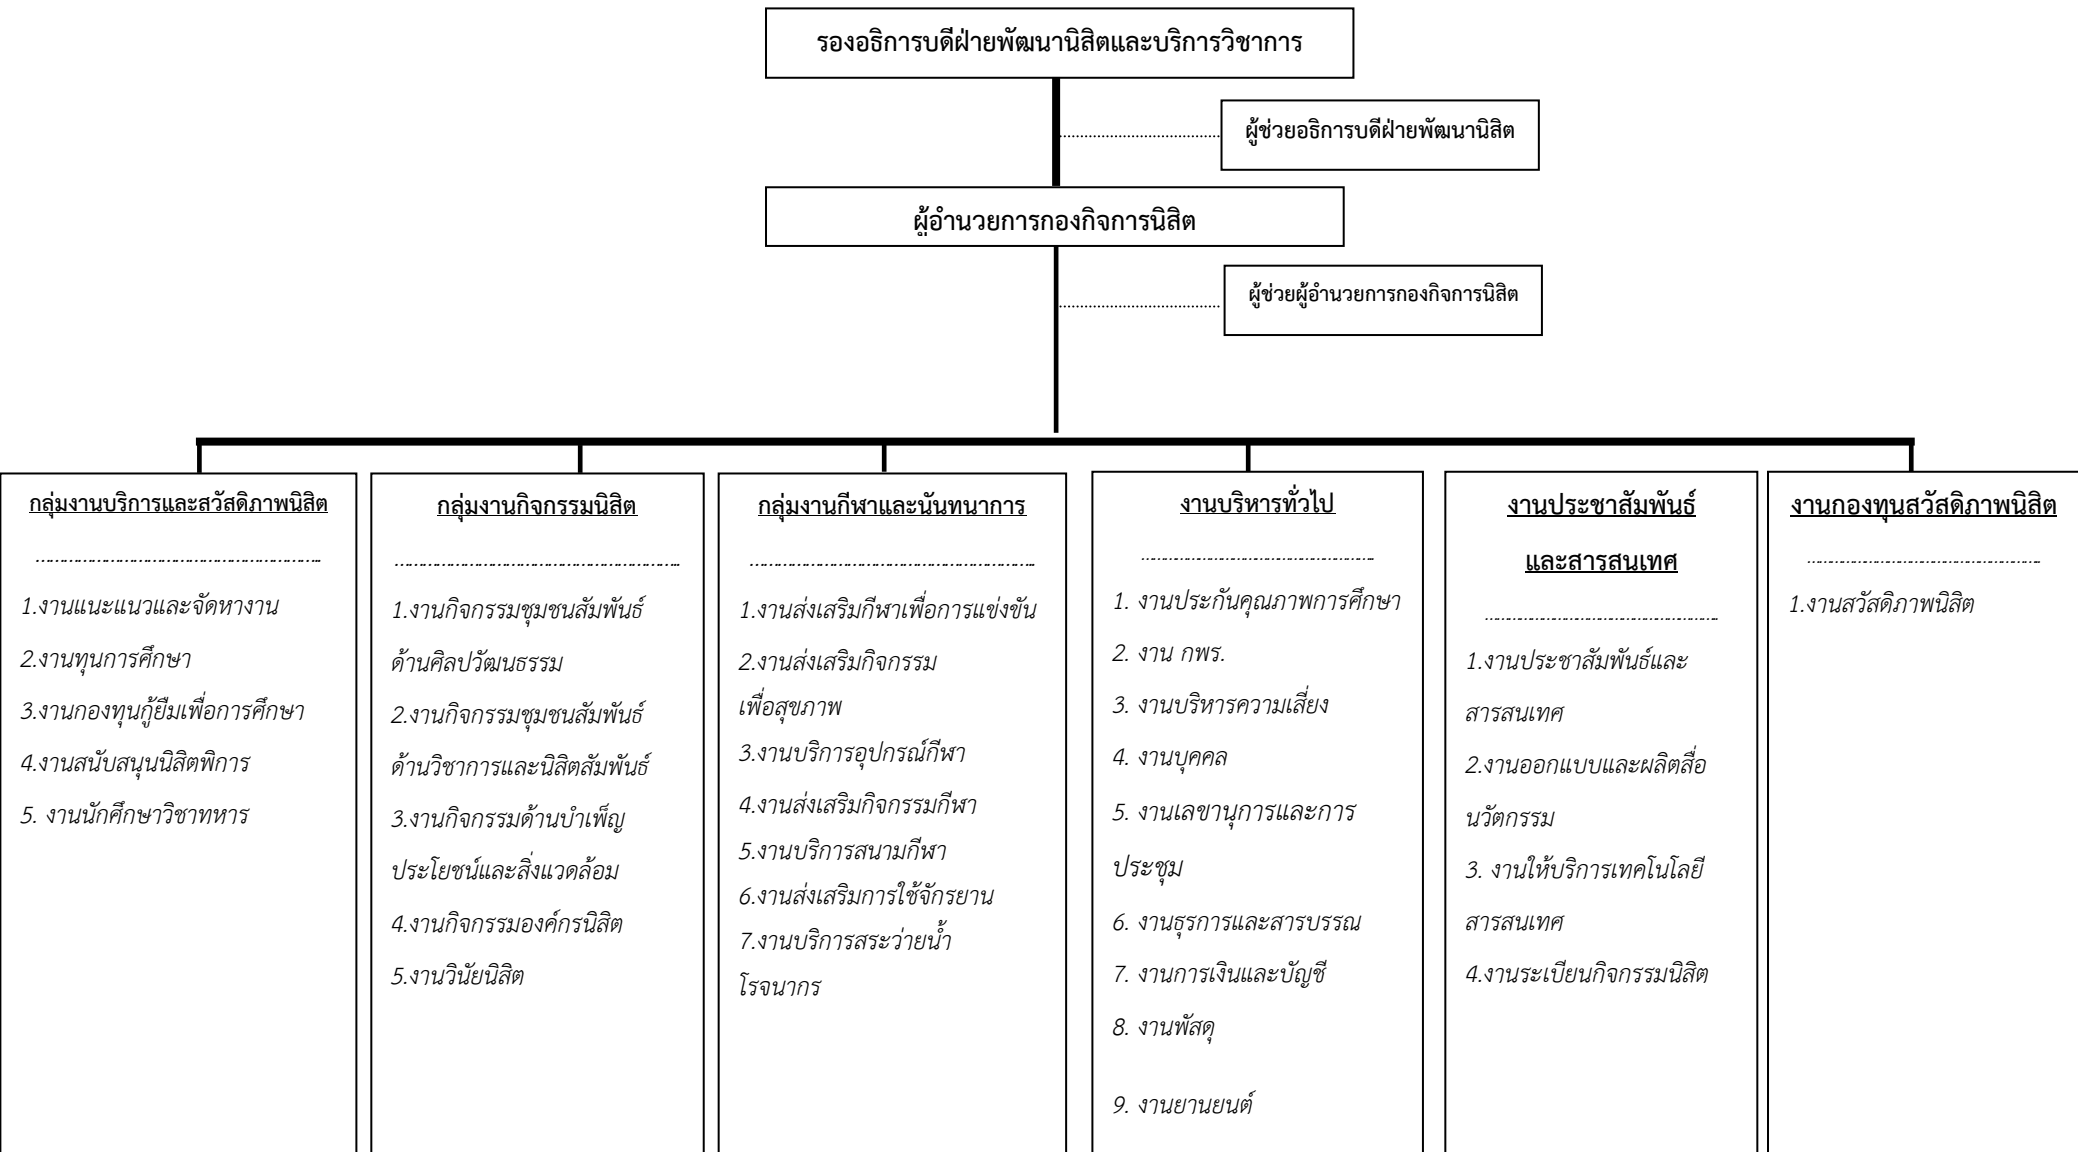 รองอธิการบดีฝ่ายพัฒนานิสิตและบริการวิชาการ
ผู้ช่วยอธิการบดีฝ่ายพัฒนานิสิต
ผู้อำนวยการกองกิจการนิสิต
ผู้ช่วยผู้อำนวยการกองกิจการนิสิต
กลุ่มงานบริการและสวัสดิภาพนิสิต
1.งานแนะแนวและจัดหางาน
2.งานทุนการศึกษา
3.งานกองทุนกู้ยืมเพื่อการศึกษา
4.งานสนับสนุนนิสิตพิการ
5. งานนักศึกษาวิชาทหาร
กลุ่มงานกิจกรรมนิสิต
1.งานกิจกรรมชุมชนสัมพันธ์
ด้านศิลปวัฒนธรรม
2.งานกิจกรรมชุมชนสัมพันธ์
ด้านวิชาการและนิสิตสัมพันธ์
3.งานกิจกรรมด้านบำเพ็ญ
ประโยชน์และสิ่งแวดล้อม
4.งานกิจกรรมองค์กรนิสิต
5.งานวินัยนิสิต
กลุ่มงานกีฬาและนันทนาการ
1.งานส่งเสริมกีฬาเพื่อการแข่งขัน
2.งานส่งเสริมกิจกรรม
เพื่อสุขภาพ
3.งานบริการอุปกรณ์กีฬา
4.งานส่งเสริมกิจกรรมกีฬา
5.งานบริการสนามกีฬา
6.งานส่งเสริมการใช้จักรยาน
7.งานบริการสระว่ายน้ำ
โรจนากร
งานบริหารทั่วไป
1. งานประกันคุณภาพการศึกษา
2. งาน กพร.
3. งานบริหารความเสี่ยง
4. งานบุคคล
5. งานเลขานุการและการ
ประชุม
6. งานธุรการและสารบรรณ
7. งานการเงินและบัญชี
8. งานพัสดุ
9. งานยานยนต์
งานประชาสัมพันธ์
และสารสนเทศ
1.งานประชาสัมพันธ์และ
สารสนเทศ
2.งานออกแบบและผลิตสื่อ
นวัตกรรม
3. งานให้บริการเทคโนโลยี
สารสนเทศ
4.งานระเบียนกิจกรรมนิสิต
งานกองทุนสวัสดิภาพนิสิต
1.งานสวัสดิภาพนิสิต